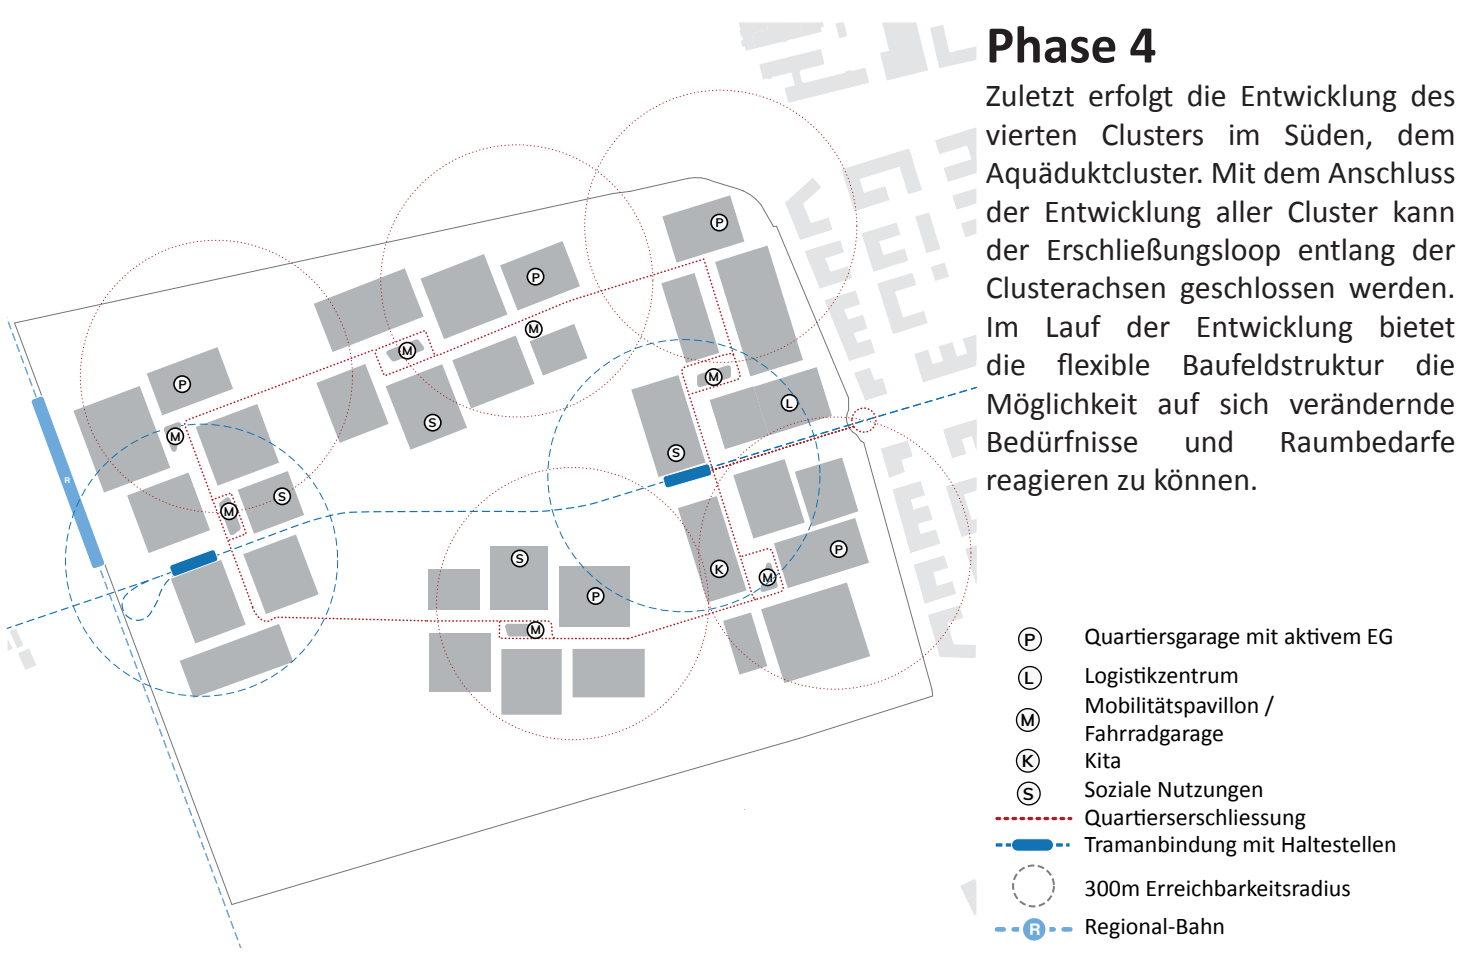 Phase 4
Zuletzt erfolgt die Entwicklung des
vierten Clusters im Süden, dem
Aquäduktcluster. Mit dem Anschluss
der Entwicklung aller Cluster kann
der Erschließungsloop entlang der
Clusterachsen geschlossen werden.
Im Lauf der Entwicklung bietet
die flexible Baufeldstruktur die
Möglichkeit auf sich verändernde
Bedürfnisse und Raumbedarfe
reagieren zu können.
P
P
P
M
M
L
P
M
S
M
S
S
R
M
S
K
P
M
P
M
P Quartiersgarage mit aktivem EG
L Logistikzentrum
M Mobilitätspavillon /
Fahrradgarage
K Kita
S Soziale Nutzungen
Quartierserschliessung
Tramanbindung mit Haltestellen
300m Erreichbarkeitsradius
R Regional-Bahn